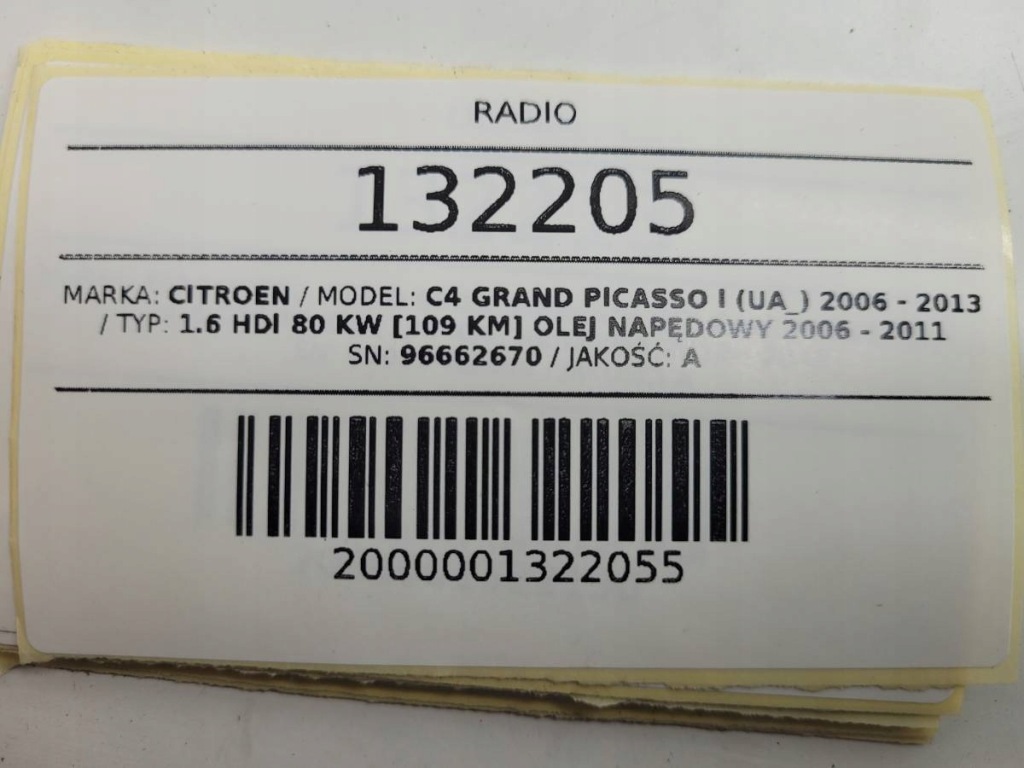 RADIO
132205
MARKA: CITROEN / MODEL: C4 GRAND PICASSO I (UA_) 2006 - 2013
/ TYP: 1.6 HDI 80 KW [109 KM] OLEJ NAPĘDOWY 2006 - 2011
SN: 96662670 / JAKOŚĆ: A
2000001322055